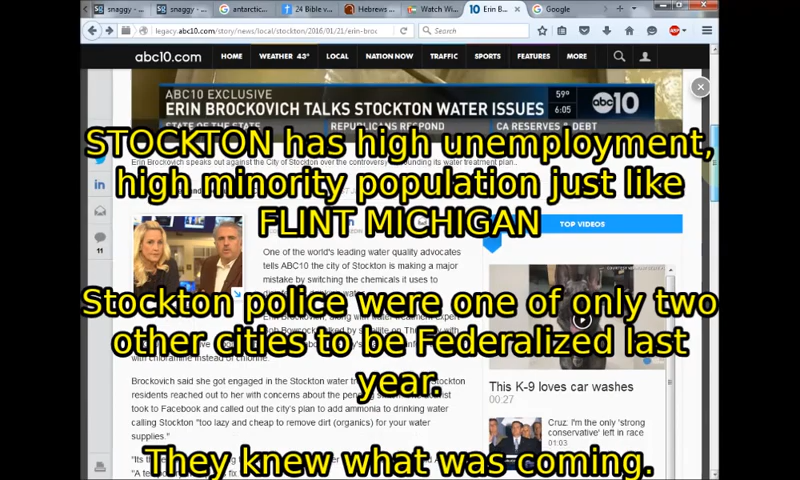 snaggy - ...
snaggy - ...
antarctic...
24 Bible v...
Hebrews ...
Watch Wi...
10 Erin B...
Google
legacy.abc10.com/story/news/local/stockton/2016/01/21/erin-broc
Search
abc10.com HOME WEATHER 43° LOCAL NATION NOW TRAFFIC SPORTS FEATURES MORE
ABC10 EXCLUSIVE
ERIN BROCKOVICH TALKS STOCKTON WATER ISSUES
59°
6:05
abc10
STATE OF THE STATE REPUBLICANS RESPOND CA RESERVES & DEBT
STOCKTON has high unemployment,
Erin Brockovich speaks out against the City of Stockton over the controversy surrounding its water treatment plan..
high minority population just like
FLINT MICHIGAN
TOP VIDEOS
11
One of the world's leading water quality advocates
tells ABC10 the city of Stockton is making a major
mistake by switching the chemicals it uses to
Stockton police were one of only two
other cities to be Federalized last
year.
with chloramine instead of chlorine.
Brockovich said she got engaged in the Stockton water Stockton
residents reached out to her with concerns about the
took to Facebook and called out the city's plan to add ammonia to drinking water
calling Stockton "too lazy and cheap to remove dirt (organics) for your water
supplies."
This K-9 loves car washes
00:27
Cruz: I'm the only 'strong
conservative' left in race
01:03
They knew what was coming.